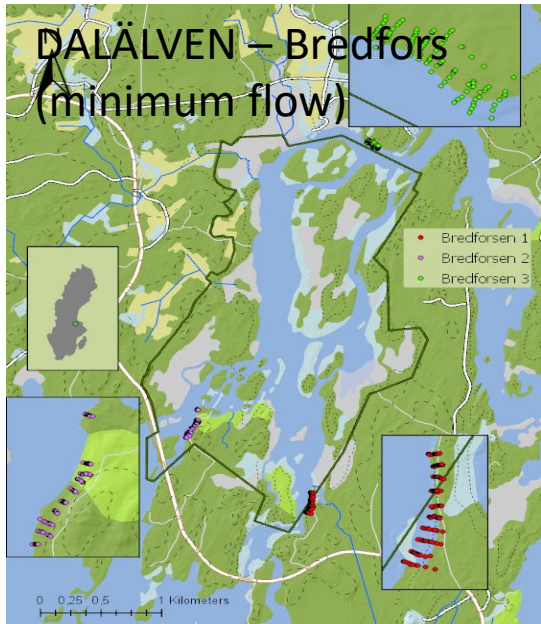 DALÄLVEN – Bredfors
(minimum flow)
Bredforsen 1
Bredforsen 2
Bredforsen 3
0 0,25 0,5 1 Kilometers